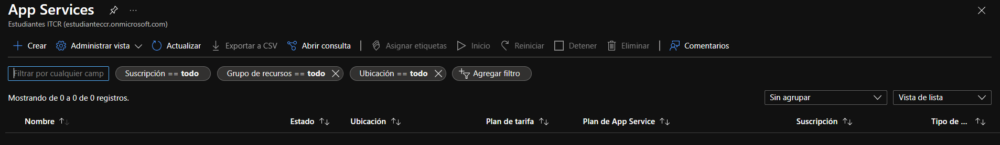 App Services
Estudiantes ITCR (estudianteccr.onmicrosoft.com)
Crear Administrar vista Actualizar Exportar a CSV Abrir consulta Asignar etiquetas Inicio Reiniciar Detener Eliminar Comentarios
Filtrar por cualquier camp Suscripción == todo Grupo de recursos == todo Ubicación == todo Agregar filtro
Mostrando de 0 a 0 de 0 registros. Sin agrupar Vista de lista
Nombre Estado Ubicación Plan de tarifa Plan de App Service Suscripción Tipo de ...